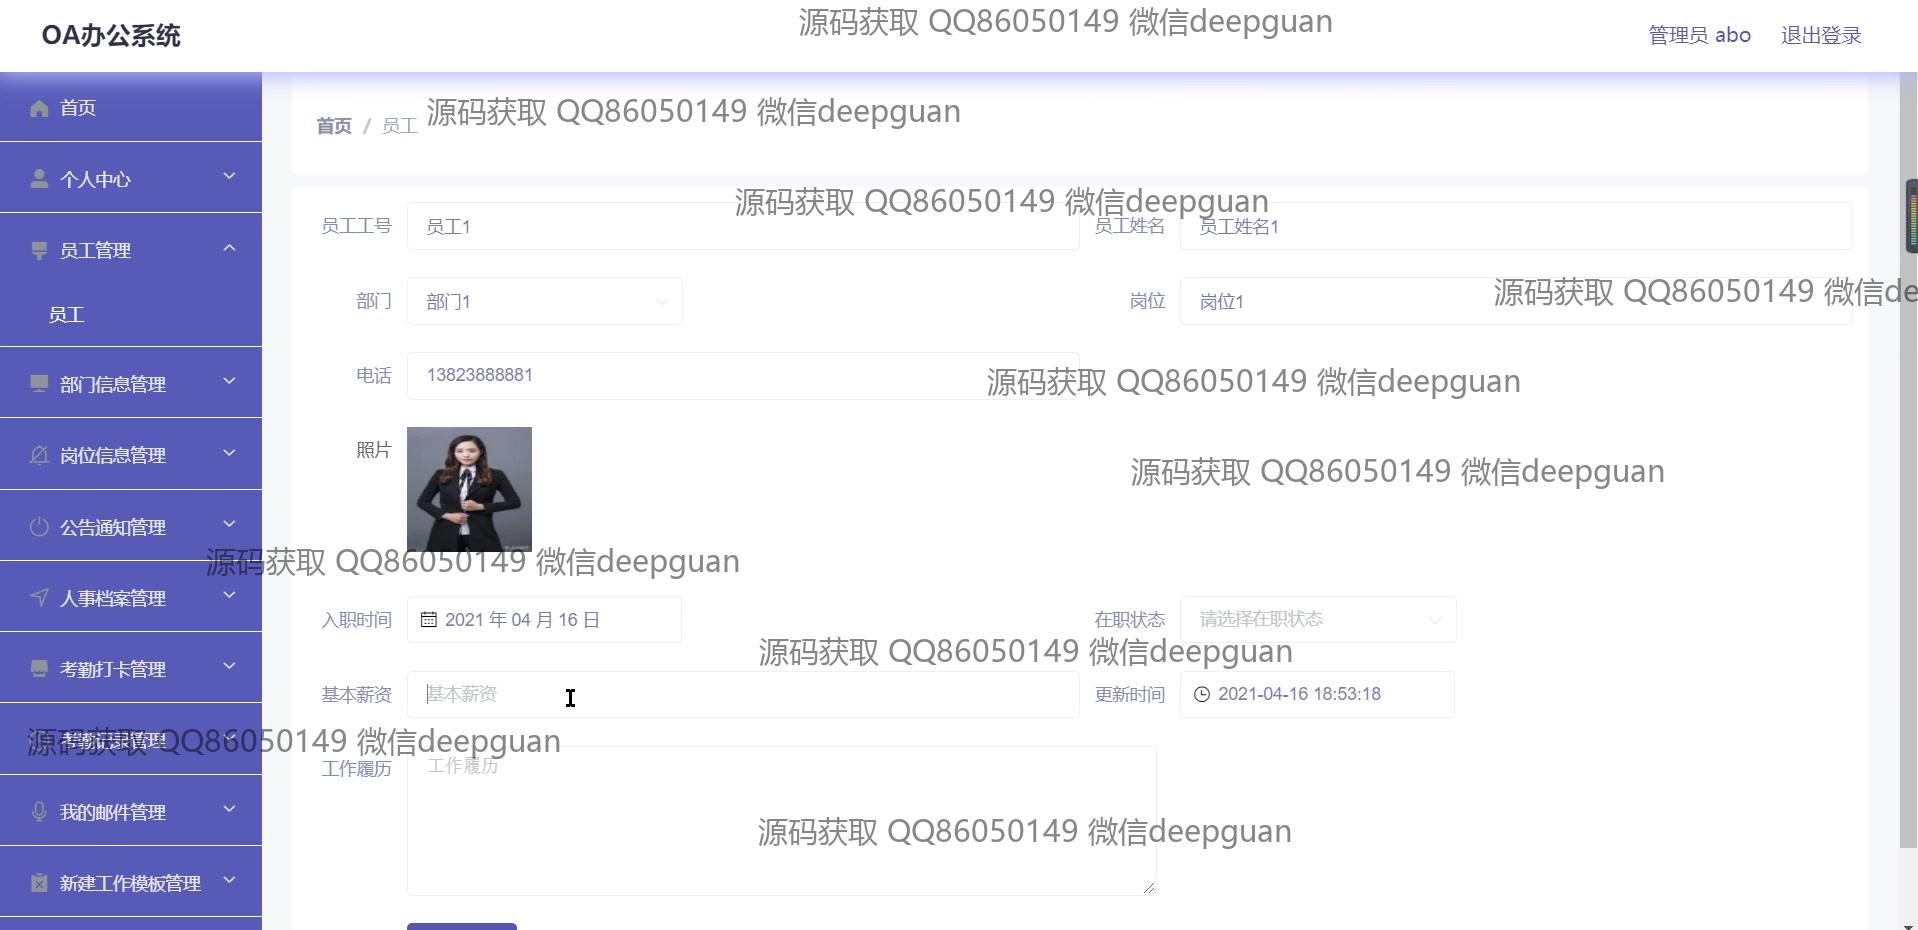 OA办公系统
源码获取 QQ86050149 微信deepguan
管理员 abo
退出登录
首页
个人中心
员工管理
员工
部门信息管理
岗位信息管理
公告通知管理
人事档案管理
考勤打卡管理
考勤记录管理
我的邮件管理
新建工作模板管理
首页 / 员工
源码获取 QQ86050149 微信deepguan
源码获取 QQ86050149 微信deepguan
员工工号 员工1
员工姓名 员工姓名1
部门 部门1
岗位 岗位1
源码获取 QQ86050149 微信de
电话 13823888881
源码获取 QQ86050149 微信deepguan
照片
源码获取 QQ86050149 微信deepguan
源码获取 QQ86050149 微信deepguan
入职时间 2021 年 04 月 16 日
在职状态 请选择在职状态
源码获取 QQ86050149 微信deepguan
基本薪资 基本薪资
更新时间 2021-04-16 18:53:18
源码获取 QQ86050149 微信deepguan
工作履历 工作履历
源码获取 QQ86050149 微信deepguan